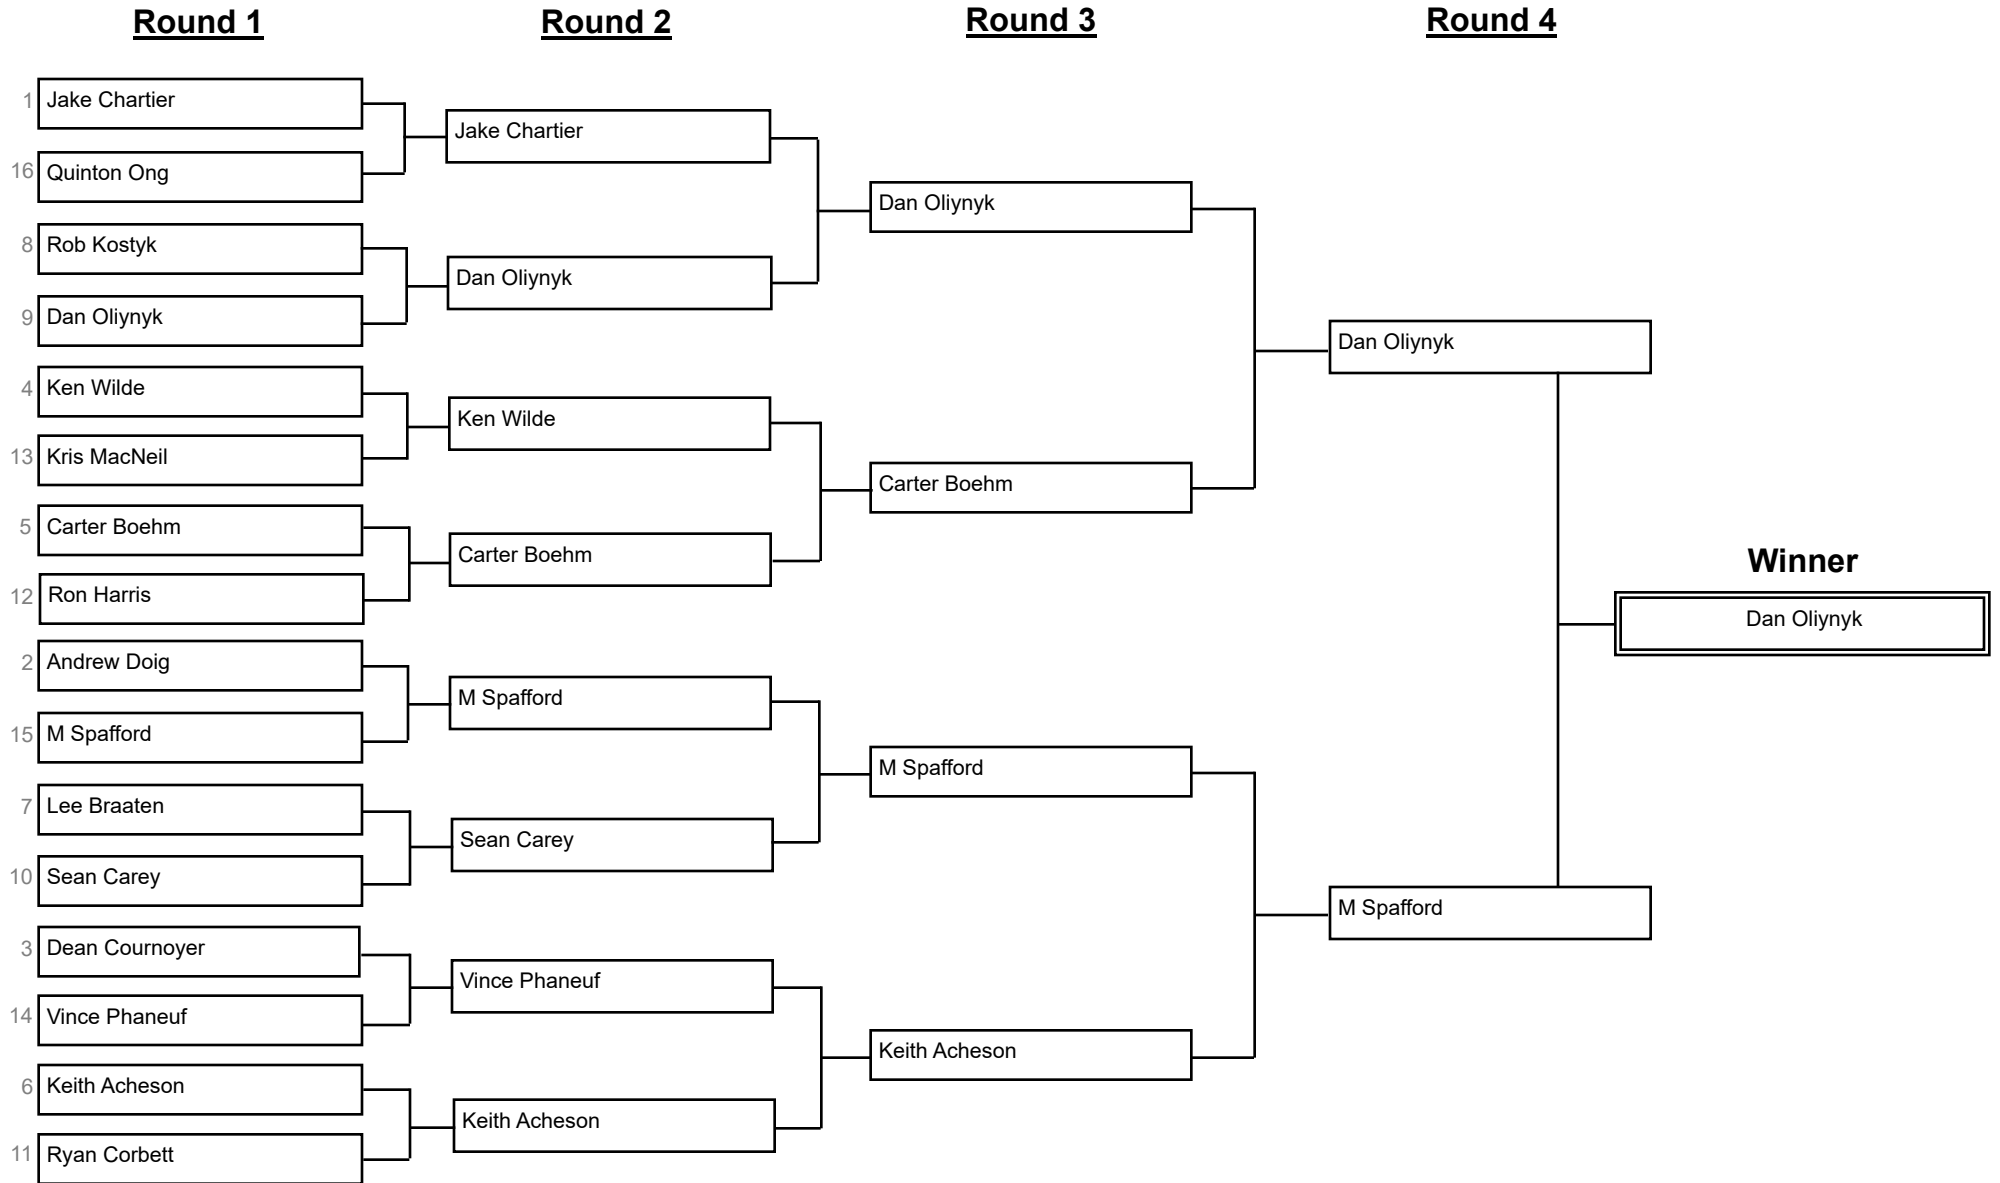 Round 1
Round 2
Round 3
Round 4
1 Jake Chartier
16 Quinton Ong
8 Rob Kostyk
9 Dan Oliynyk
4 Ken Wilde
13 Kris MacNeil
5 Carter Boehm
12 Ron Harris
2 Andrew Doig
15 M Spafford
7 Lee Braaten
10 Sean Carey
3 Dean Cournoyer
14 Vince Phaneuf
6 Keith Acheson
11 Ryan Corbett
Jake Chartier
Dan Oliynyk
Ken Wilde
Carter Boehm
M Spafford
Sean Carey
Vince Phaneuf
Keith Acheson
Dan Oliynyk
Carter Boehm
M Spafford
Keith Acheson
Dan Oliynyk
M Spafford
Winner
Dan Oliynyk